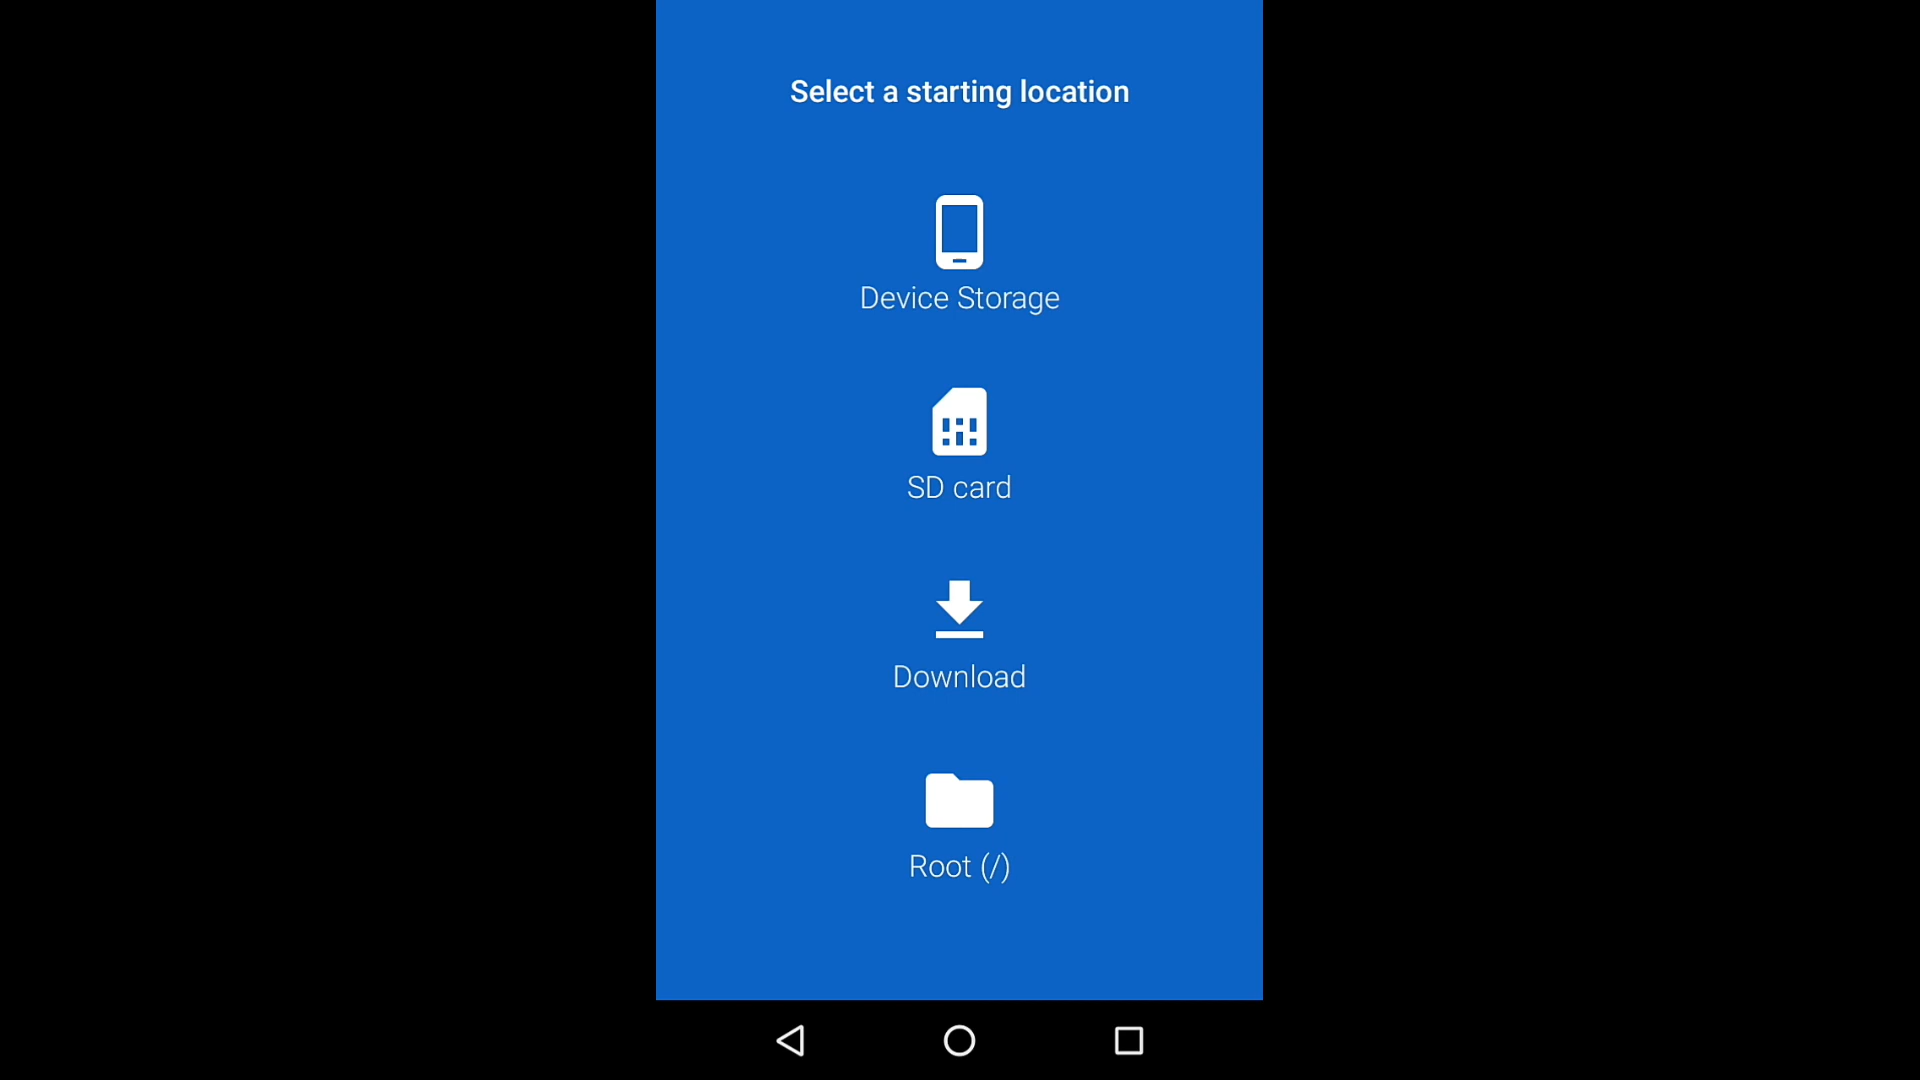 Select a starting location
Device Storage
SD card
Download
Root (/)